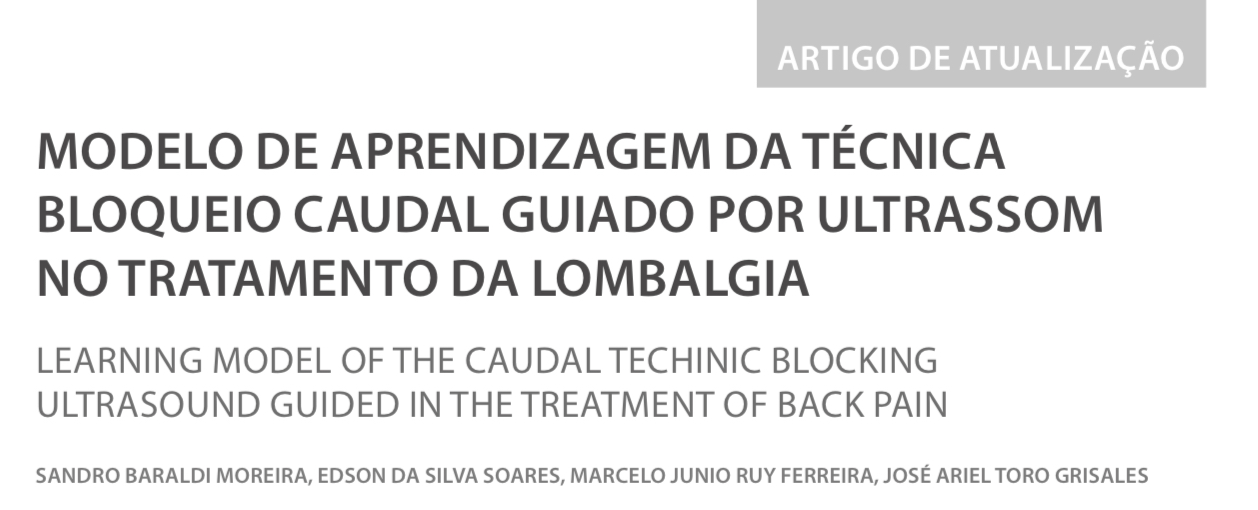 ARTIGO DE ATUALIZAÇÃO
MODELO DE APRENDIZAGEM DA TÉCNICA
BLOQUEIO CAUDAL GUIADO POR ULTRASSOM
NO TRATAMENTO DA LOMBALGIA
LEARNING MODEL OF THE CAUDAL TECHINIC BLOCKING
ULTRASOUND GUIDED IN THE TREATMENT OF BACK PAIN
SANDRO BARALDI MOREIRA, EDSON DA SILVA SOARES, MARCELO JUNIO RUY FERREIRA, JOSÉ ARIEL TORO GRISALES